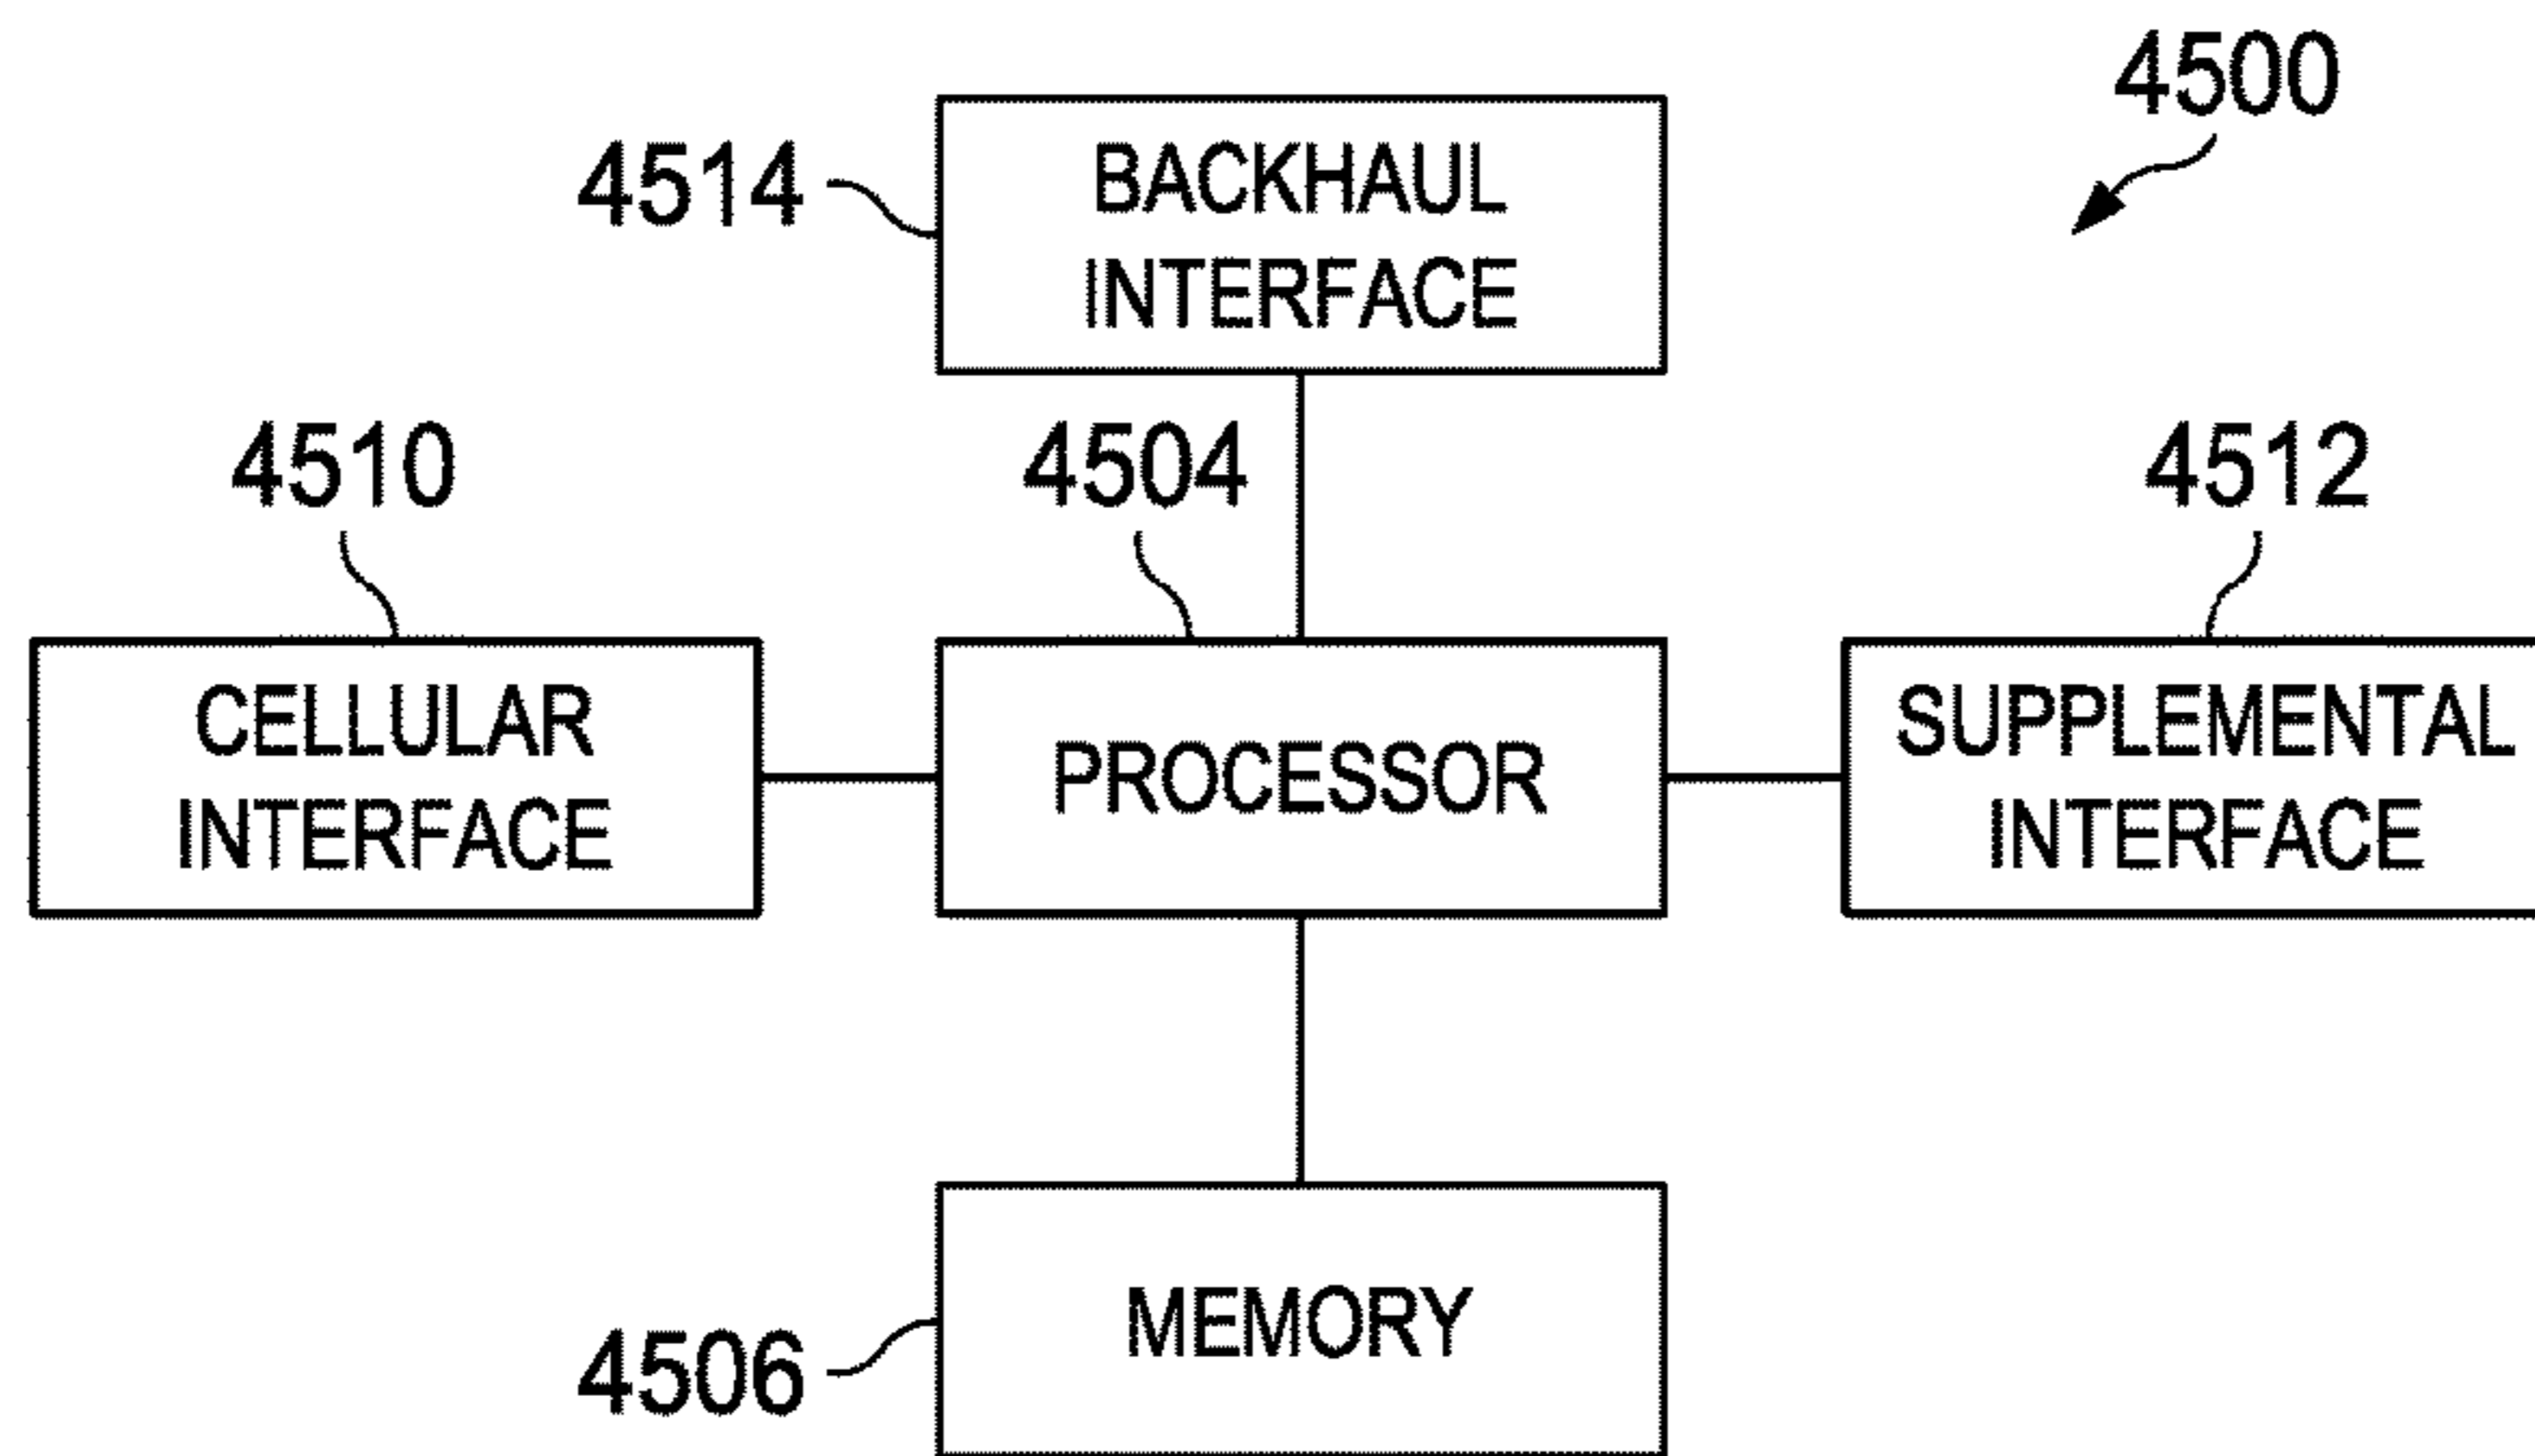 4500
4514
BACKHAUL
INTERFACE
4510
4504
4512
CELLULAR
INTERFACE
PROCESSOR
SUPPLEMENTAL
INTERFACE
MEMORY
4506